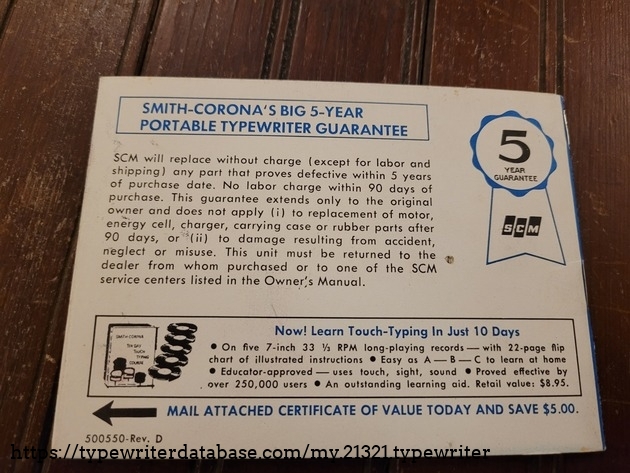 SMITH-CORONA'S BIG 5-YEAR
PORTABLE TYPEWRITER GUARANTEE
SCM will replace without charge (except for labor and
shipping) any part that proves defective within 5 years
of purchase date. No labor charge within 90 days of
purchase. This guarantee extends only to the original
owner and does not apply (i) to replacement of motor,
energy cell, charger, carrying case or rubber parts after
90 days, or (ii) to damage resulting from accident,
neglect or misuse. This unit must be returned to the
dealer from whom purchased or to one of the SCM
service centers listed in the Owner's Manual.
5
YEAR
GUARANTEE
SCM
SMITH-CORONA
TEN DAY
TOUCH
TYPING
COURSE
Now! Learn Touch-Typing In Just 10 Days
● On five 7-inch 33 ⅓ RPM long-playing records — with 22-page flip
chart of illustrated instructions ● Easy as A — B — C to learn at home
● Educator-approved — uses touch, sight, sound ● Proved effective by
over 250,000 users ● An outstanding learning aid. Retail value: $8.95.
MAIL ATTACHED CERTIFICATE OF VALUE TODAY AND SAVE $5.00.
500550-Rev. D
https://typewriterdatabase.com/my.21321.typewriter